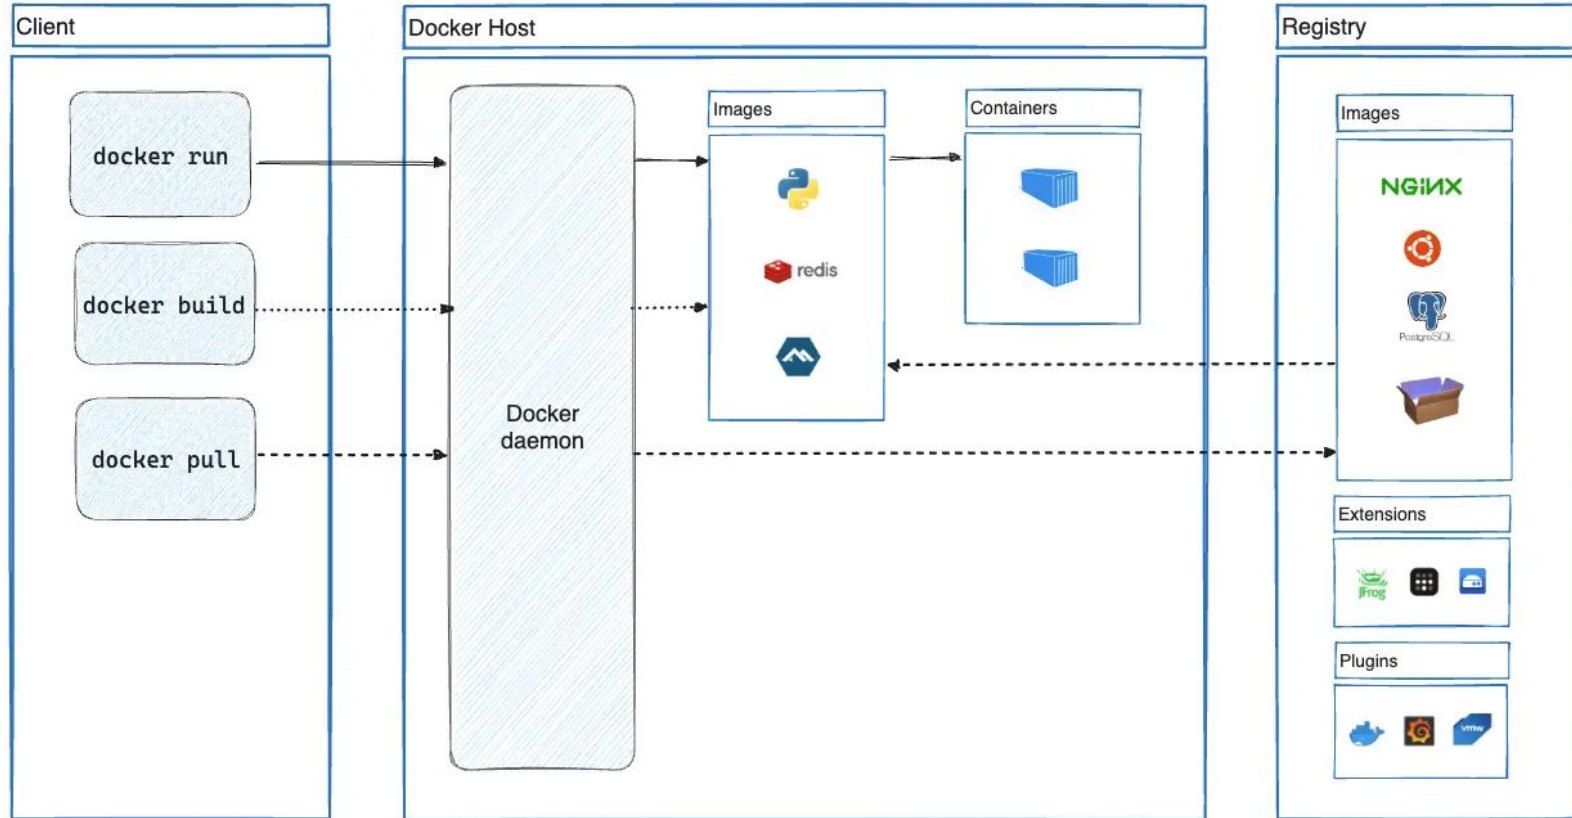 Client
docker run
docker build
docker pull
Docker Host
Docker
daemon
Images
redis
Containers
Registry
Images
NGINX
PostgreSQL
Extensions
JFrog
Plugins
vmw